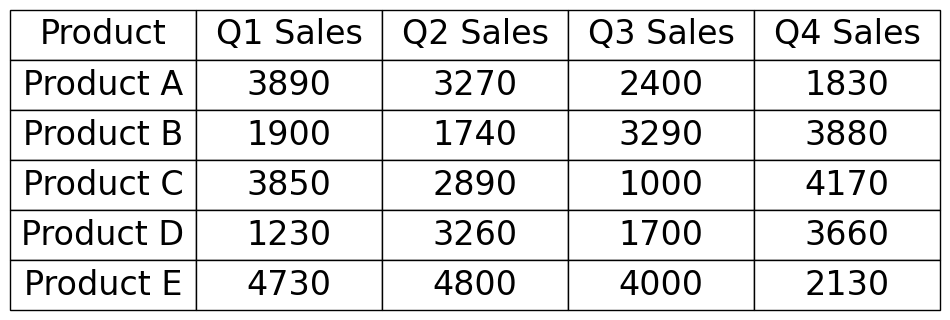 Product Q1 Sales Q2 Sales Q3 Sales Q4 Sales
Product A 3890 3270 2400 1830
Product B 1900 1740 3290 3880
Product C 3850 2890 1000 4170
Product D 1230 3260 1700 3660
Product E 4730 4800 4000 2130